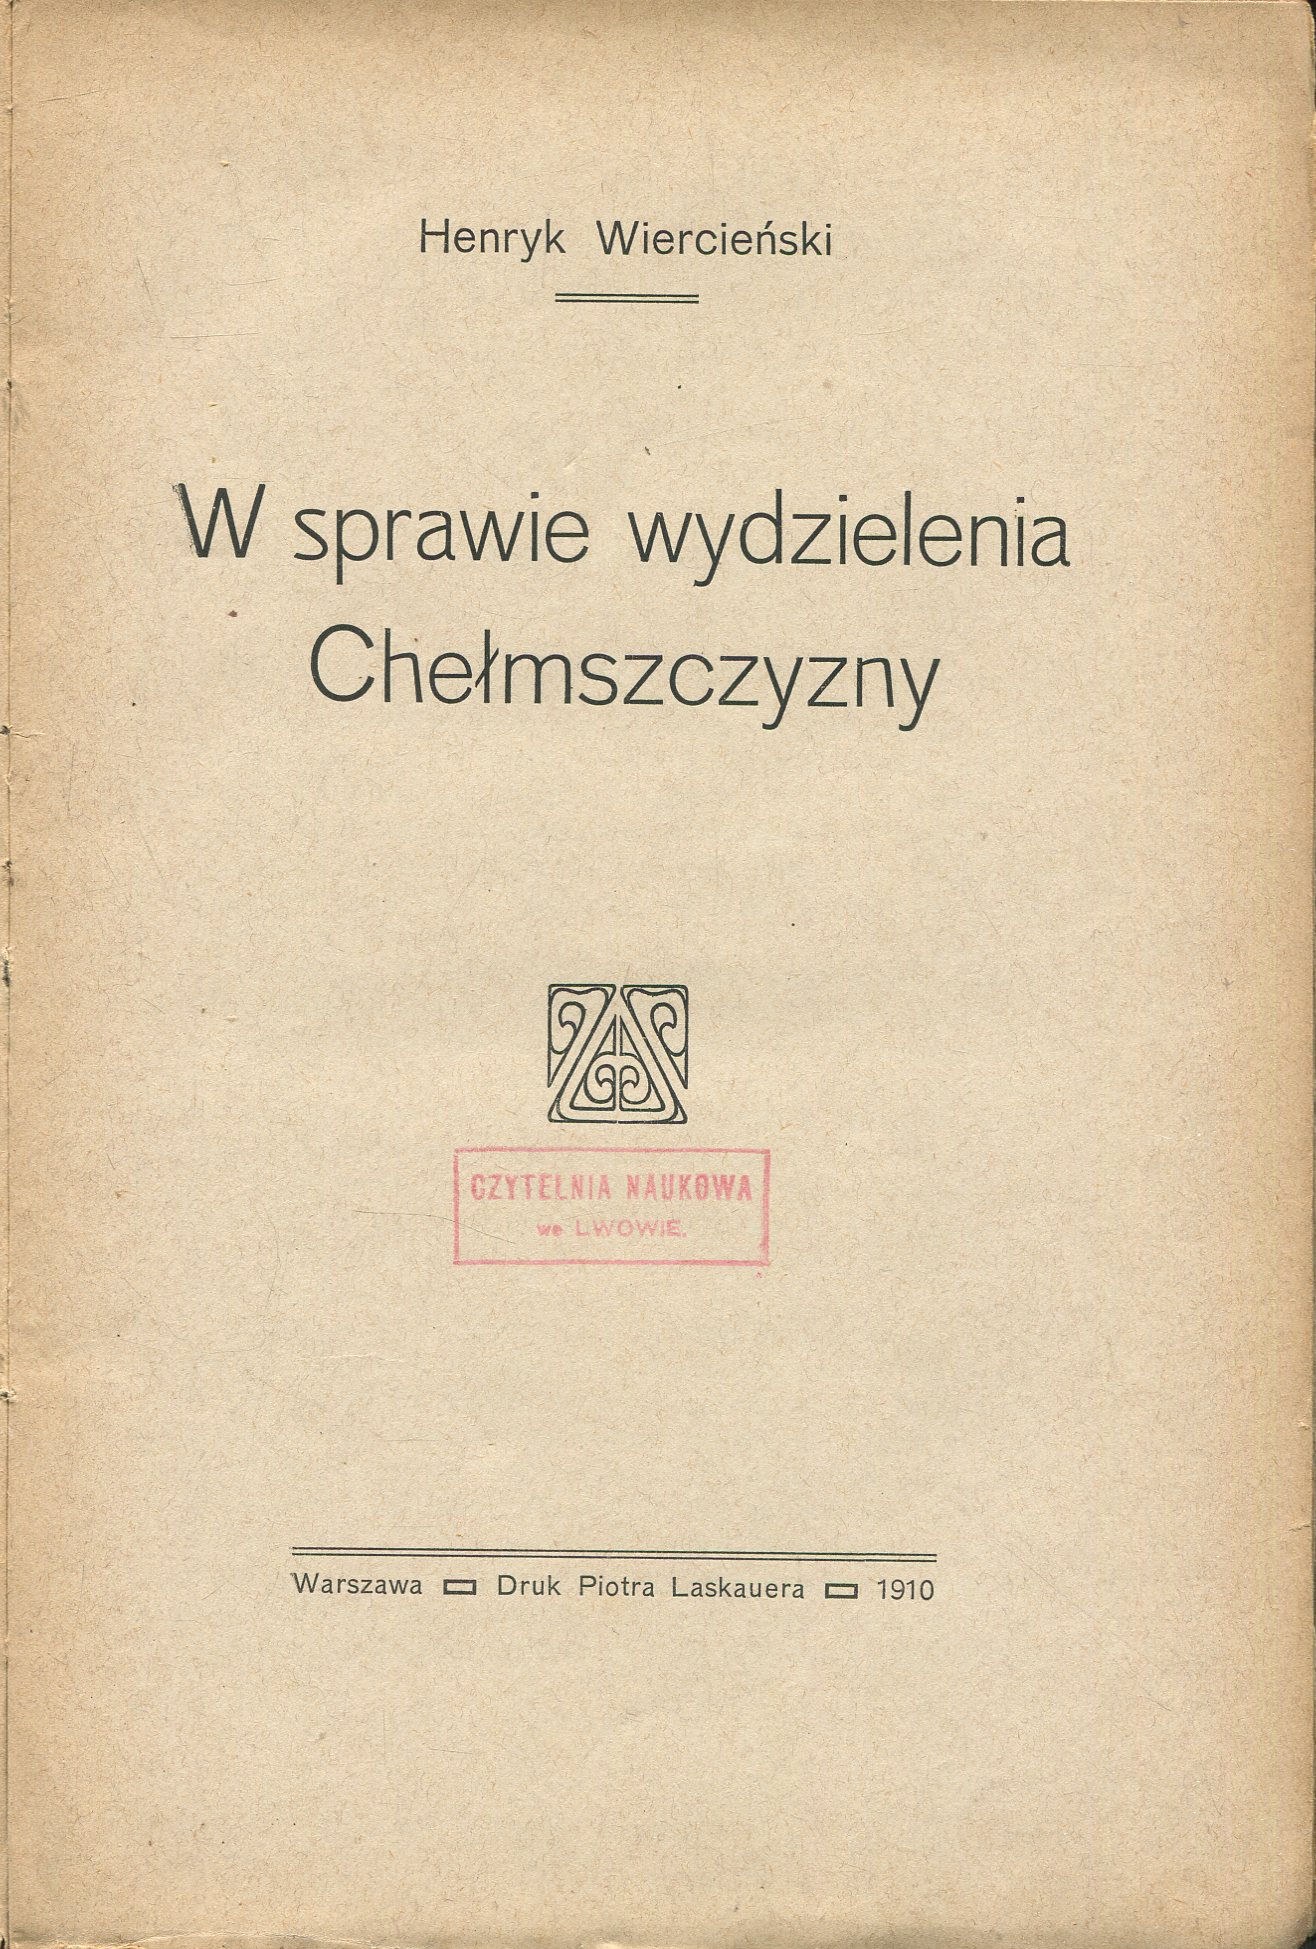 Henryk Wiercieński
W sprawie wydzielenia
Chełmszczyzny
CZYTELNIA NAUKOWA
we LWOWIE.
Warszawa ▭ Druk Piotra Laskauera ▭ 1910